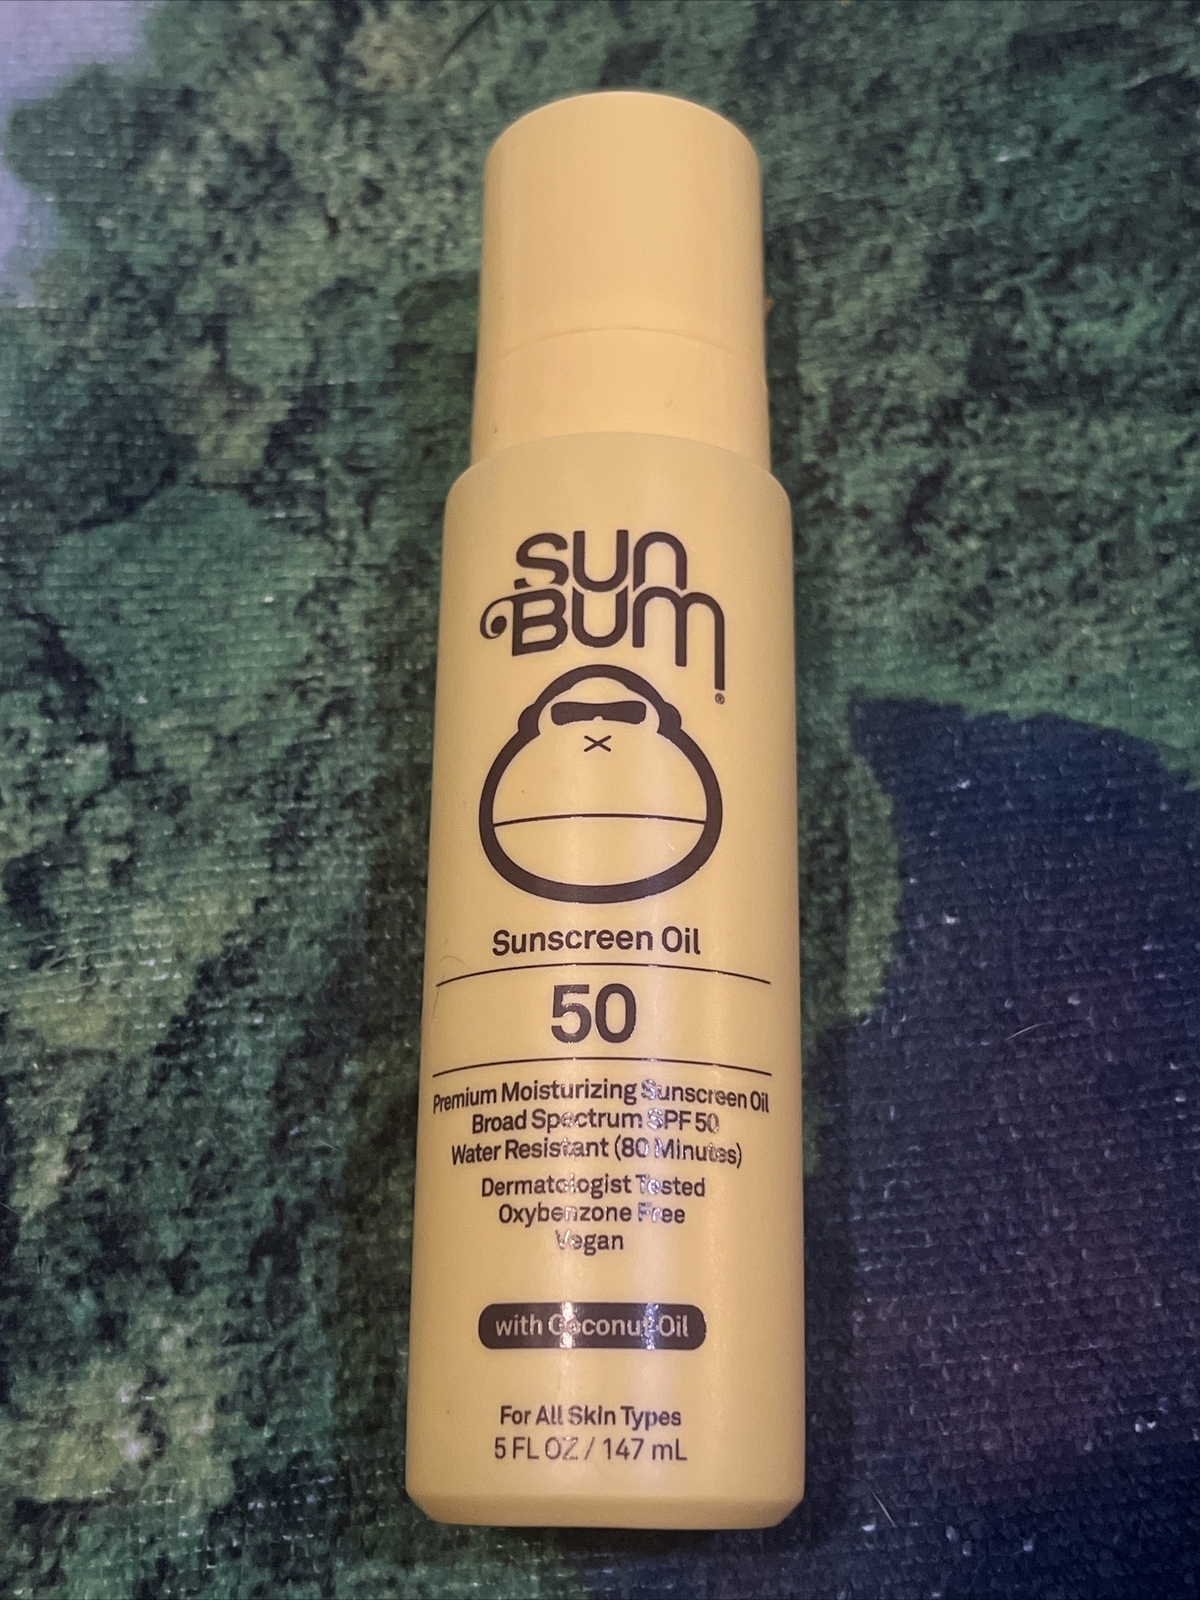 SUN
BUM®
Sunscreen Oil
50
Premium Moisturizing Sunscreen Oil
Broad Spectrum SPF 50
Water Resistant (80 Minutes)
Dermatologist Tested
Oxybenzone Free
Vegan
with Coconut Oil
For All Skin Types
5 FL OZ / 147 mL